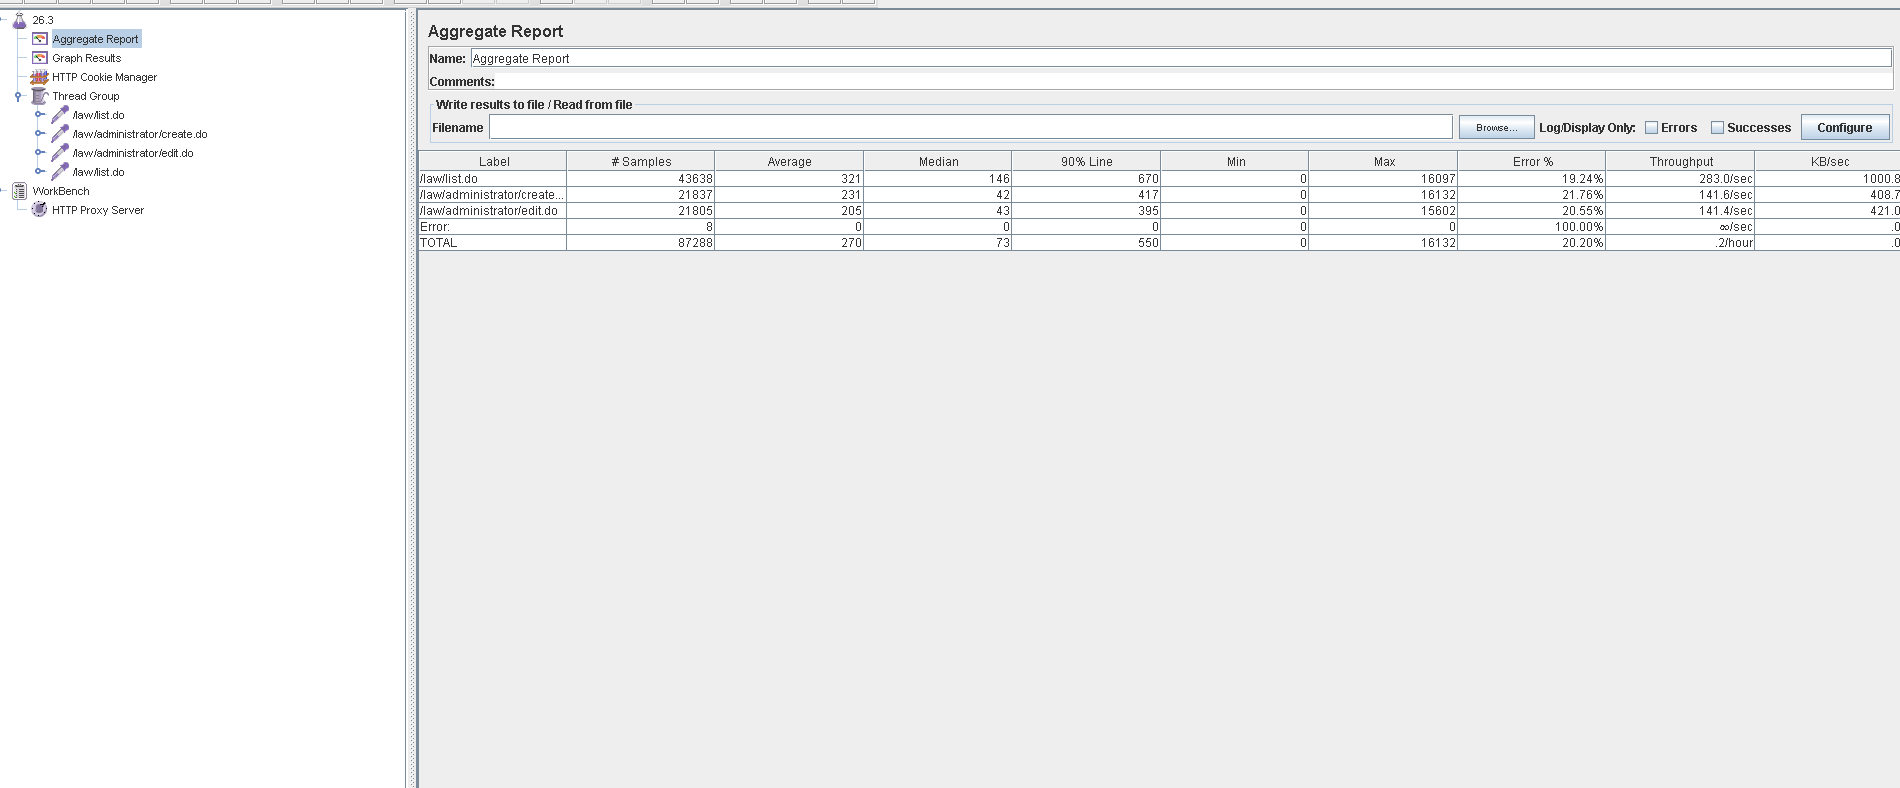 26.3
Aggregate Report
Graph Results
HTTP Cookie Manager
Thread Group
/law/list.do
/law/administrator/create.do
/law/administrator/edit.do
/law/list.do
WorkBench
HTTP Proxy Server
Aggregate Report
Name: Aggregate Report
Comments:
Write results to file / Read from file
Filename Browse... Log/Display Only: Errors Successes Configure
Label # Samples Average Median 90% Line Min Max Error % Throughput KB/sec
/law/list.do 43638 321 146 670 0 16097 19.24% 283.0/sec 1000.8
/law/administrator/create... 21837 231 42 417 0 16132 21.76% 141.6/sec 408.7
/law/administrator/edit.do 21805 205 43 395 0 15602 20.55% 141.4/sec 421.0
Error: 8 0 0 0 0 0 100.00% ∞/sec .0
TOTAL 87288 270 73 550 0 16132 20.20% .2/hour .0